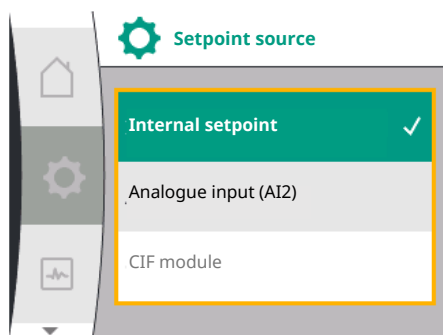 Setpoint source
Internal setpoint
Analogue input (AI2)
CIF module